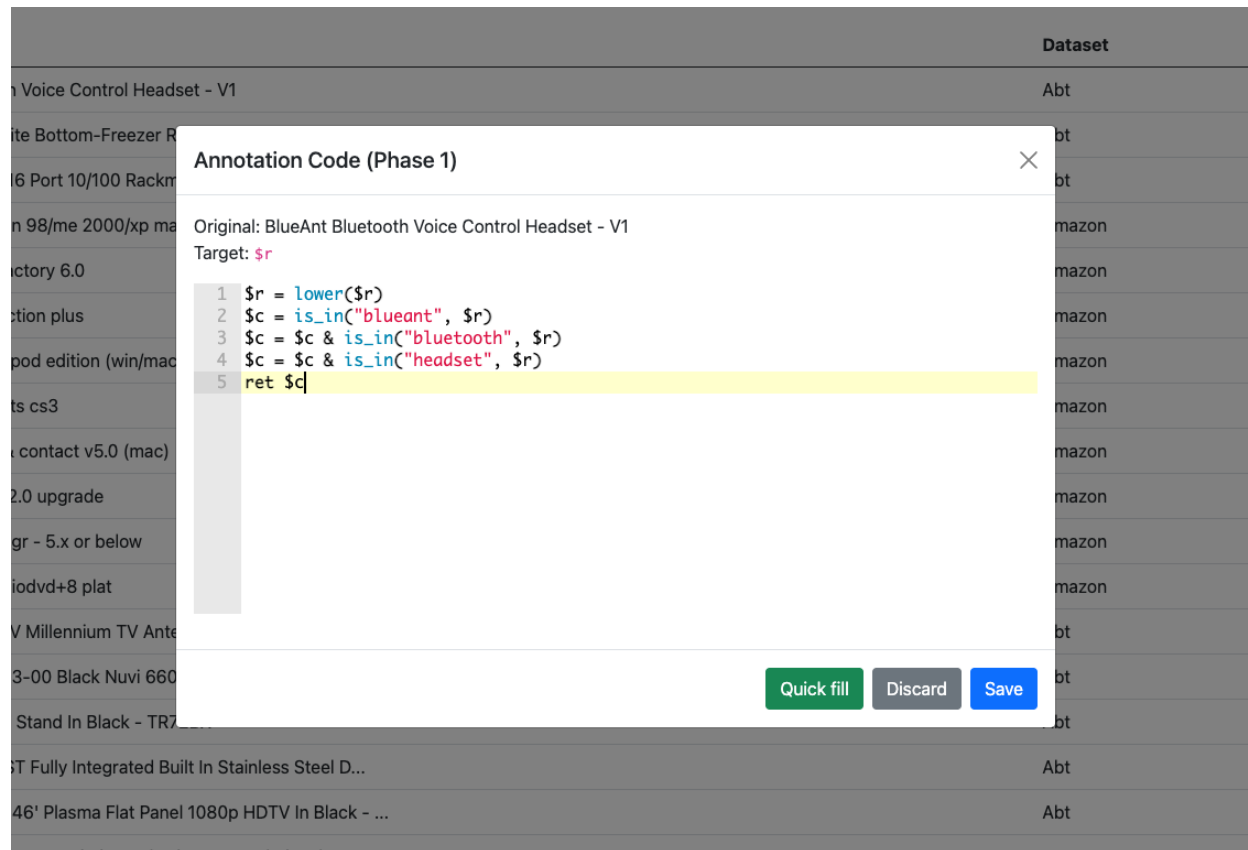 Dataset
Voice Control Headset - V1
Abt
ite Bottom-Freezer R
bt
Annotation Code (Phase 1)
16 Port 10/100 Rackm
bt
n 98/me 2000/xp ma
Original: BlueAnt Bluetooth Voice Control Headset - V1
mazon
Target: $r
actory 6.0
mazon
1 $r = lower($r)
2 $c = is_in("blueant", $r)
ction plus
mazon
3 $c = $c & is_in("bluetooth", $r)
4 $c = $c & is_in("headset", $r)
pod edition (win/mac
mazon
5 ret $c
ts cs3
mazon
contact v5.0 (mac)
mazon
2.0 upgrade
mazon
gr - 5.x or below
mazon
iodvd+8 plat
mazon
V Millennium TV Ante
bt
3-00 Black Nuvi 660
Quick fill
Discard
Save
bt
Stand In Black -
bt
ST Fully Integrated Built In Stainless Steel D...
Abt
46' Plasma Flat Panel 1080p HDTV In Black - ...
Abt